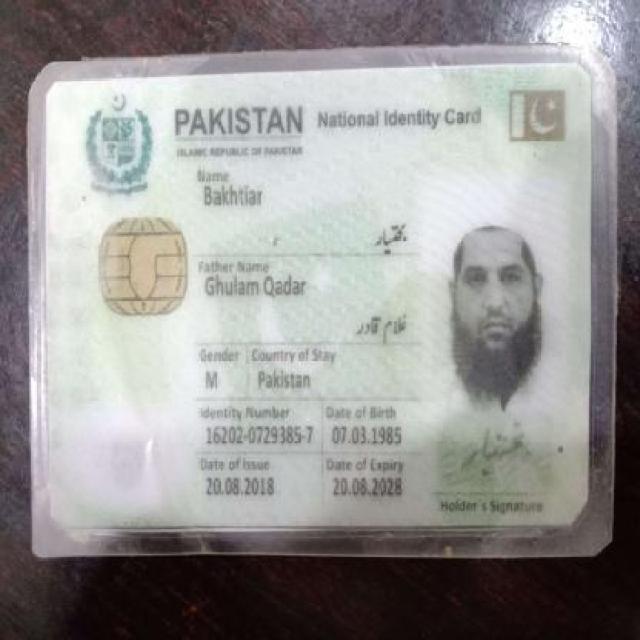 PAKISTAN National Identity Card
ISLAMIC REPUBLIC OF PAKISTAN
Name
Bakhtiar
بختیار
Father Name
Ghulam Qadar
غلام قادر
Gender Country of Stay
M Pakistan
Identity Number Date of Birth
16202-0729385-7 07.03.1985
Date of Issue Date of Expiry
20.08.2018 20.08.2028
Holder's Signature